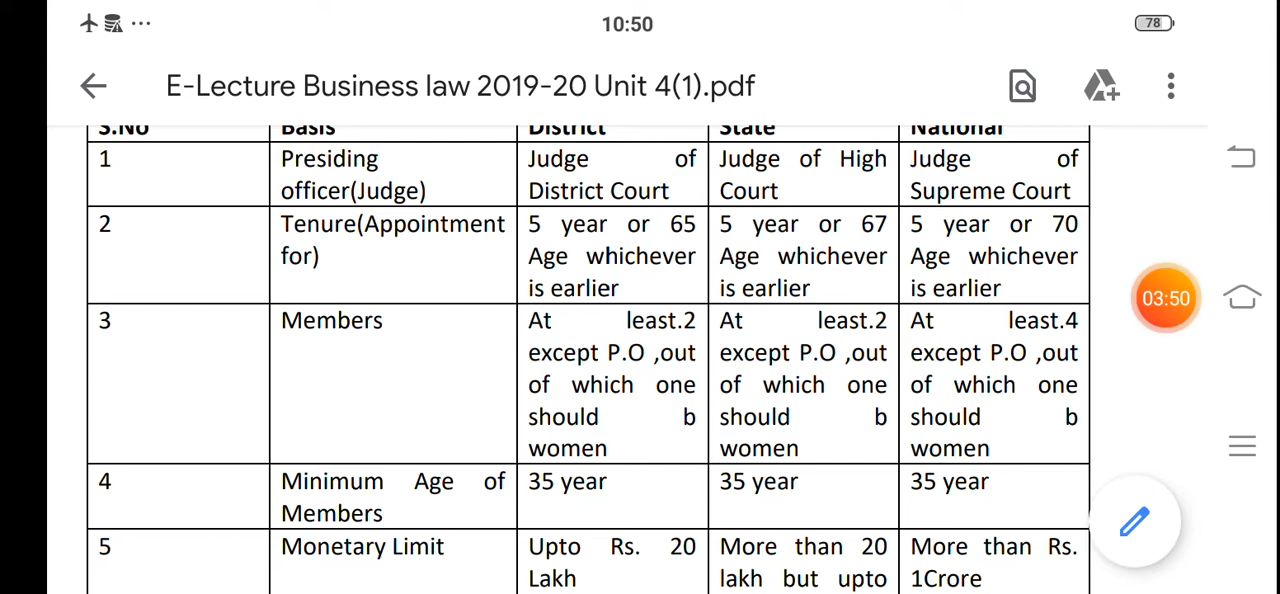 10:50
78
E-Lecture Business law 2019-20 Unit 4(1).pdf
S.No Basis District State National
1 Presiding Judge of Judge of High Judge of
officer(Judge) District Court Court Supreme Court
2 Tenure(Appointment 5 year or 65 5 year or 67 5 year or 70
for) Age whichever Age whichever Age whichever
is earlier is earlier is earlier
3 Members At least.2 At least.2 At least.4
except P.O ,out except P.O ,out except P.O ,out
of which one of which one of which one
should b should b should b
women women women
4 Minimum Age of 35 year 35 year 35 year
Members
5 Monetary Limit Upto Rs. 20 More than 20 More than Rs.
Lakh lakh but upto 1Crore
03:50